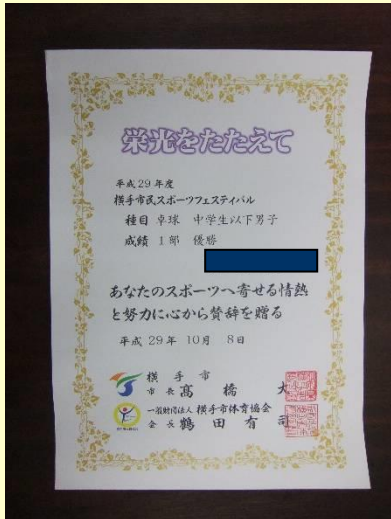 栄光をたたえて
平成29年度
横手市民スポーツフェスティバル
種目 卓球 中学生以下男子
成績 1部 優勝
あなたのスポーツへ寄せる情熱
と努力に心から賛辞を贈る
平成29年 10月 8日
横手市
市長 髙橋 大
一般財団法人 横手市体育協会
会長 鶴田 有司